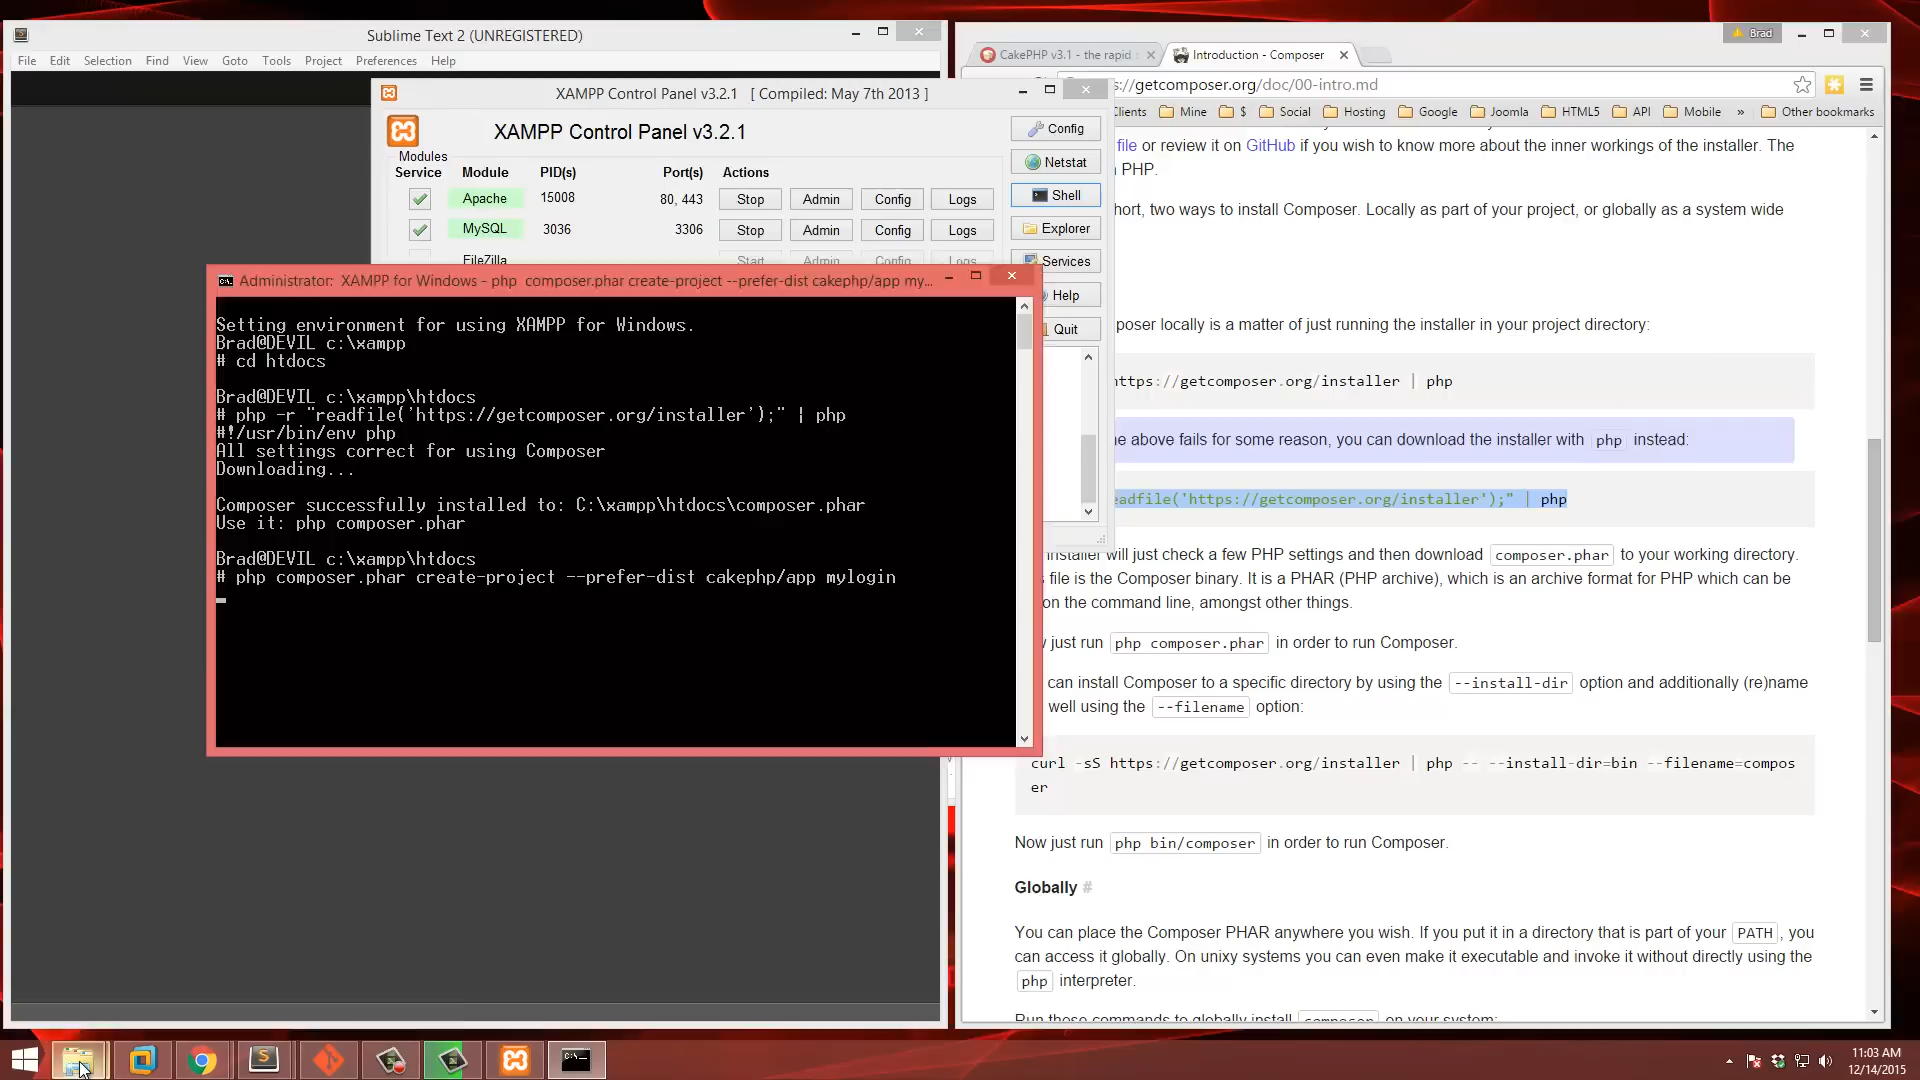 Sublime Text 2 (UNREGISTERED)
File Edit Selection Find View Goto Tools Project Preferences Help
XAMPP Control Panel v3.2.1 [ Compiled: May 7th 2013 ]
XAMPP Control Panel v3.2.1
Modules
Service Module PID(s) Port(s) Actions
Apache 15008 80, 443 Stop Admin Config Logs
MySQL 3036 3306 Stop Admin Config Logs
FileZilla Start Admin Config Logs
Config
Netstat
Shell
Explorer
Services
Help
Quit
Administrator: XAMPP for Windows - php composer.phar create-project --prefer-dist cakephp/app my...
Setting environment for using XAMPP for Windows.
Brad@DEVIL c:\xampp
# cd htdocs
Brad@DEVIL c:\xampp\htdocs
# php -r "readfile('https://getcomposer.org/installer');" | php
#!/usr/bin/env php
All settings correct for using Composer
Downloading...
Composer successfully installed to: C:\xampp\htdocs\composer.phar
Use it: php composer.phar
Brad@DEVIL c:\xampp\htdocs
# php composer.phar create-project --prefer-dist cakephp/app mylogin
Brad
CakePHP v3.1 - the rapid
Introduction - Composer
s://getcomposer.org/doc/00-intro.md
Clients Mine $ Social Hosting Google Joomla HTML5 API Mobile » Other bookmarks
file or review it on GitHub if you wish to know more about the inner workings of the installer. The
PHP.
hort, two ways to install Composer. Locally as part of your project, or globally as a system wide
poser locally is a matter of just running the installer in your project directory:
https://getcomposer.org/installer | php
e above fails for some reason, you can download the installer with php instead:
eadfile('https://getcomposer.org/installer');" | php
installer will just check a few PHP settings and then download composer.phar to your working directory.
s file is the Composer binary. It is a PHAR (PHP archive), which is an archive format for PHP which can be
on the command line, amongst other things.
just run php composer.phar in order to run Composer.
can install Composer to a specific directory by using the --install-dir option and additionally (re)name
well using the --filename option:
curl -sS https://getcomposer.org/installer | php -- --install-dir=bin --filename=compos
er
Now just run php bin/composer in order to run Composer.
Globally #
You can place the Composer PHAR anywhere you wish. If you put it in a directory that is part of your PATH, you
can access it globally. On unixy systems you can even make it executable and invoke it without directly using the
php interpreter.
Run these commands to globally install composer on your system:
11:03 AM
12/14/2015